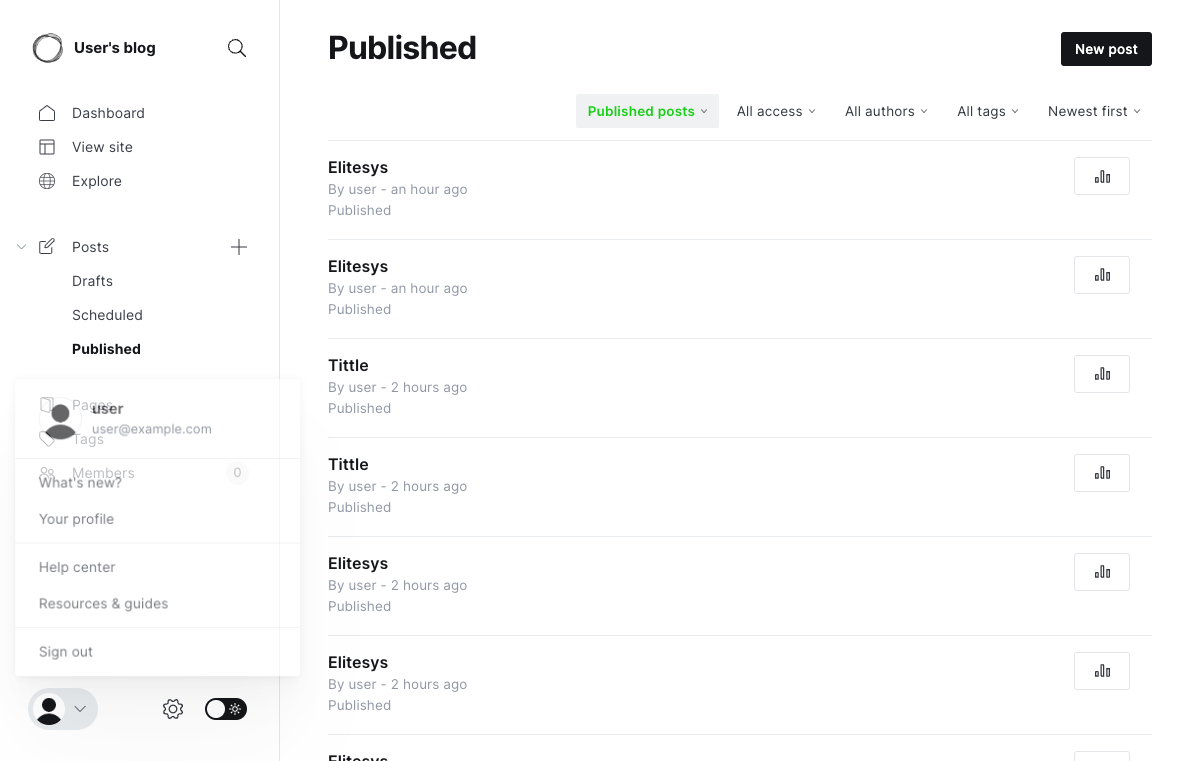 User's blog
Dashboard
View site
Explore
Posts
Drafts
Scheduled
Published
Pages
user
user@example.com
Tags
Members
0
What's new?
Your profile
Help center
Resources & guides
Sign out
Published
New post
Published posts
All access
All authors
All tags
Newest first
Elitesys
By user - an hour ago
Published
Elitesys
By user - an hour ago
Published
Tittle
By user - 2 hours ago
Published
Tittle
By user - 2 hours ago
Published
Elitesys
By user - 2 hours ago
Published
Elitesys
By user - 2 hours ago
Published
Elitesys